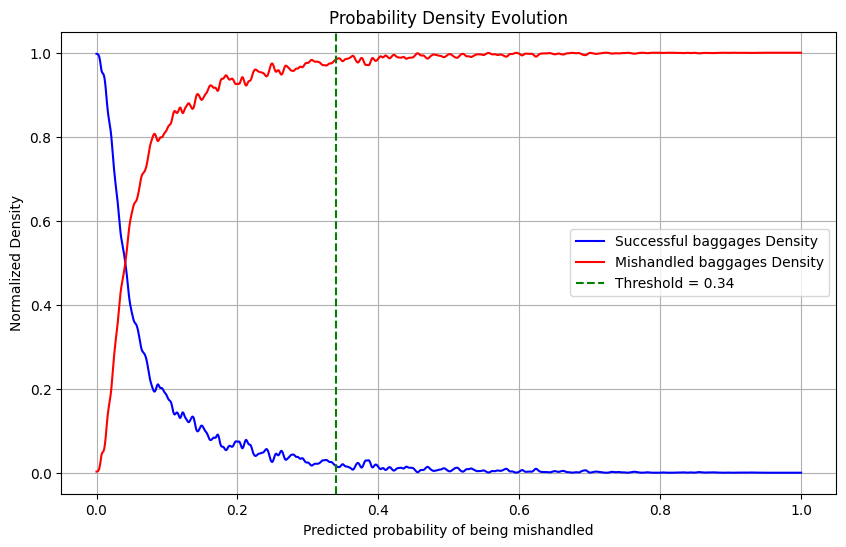 Probability Density Evolution
1.0
0.8
0.6
0.4
0.2
0.0
Normalized Density
Successful baggages Density
Mishandled baggages Density
Threshold = 0.34
0.0 0.2 0.4 0.6 0.8 1.0
Predicted probability of being mishandled